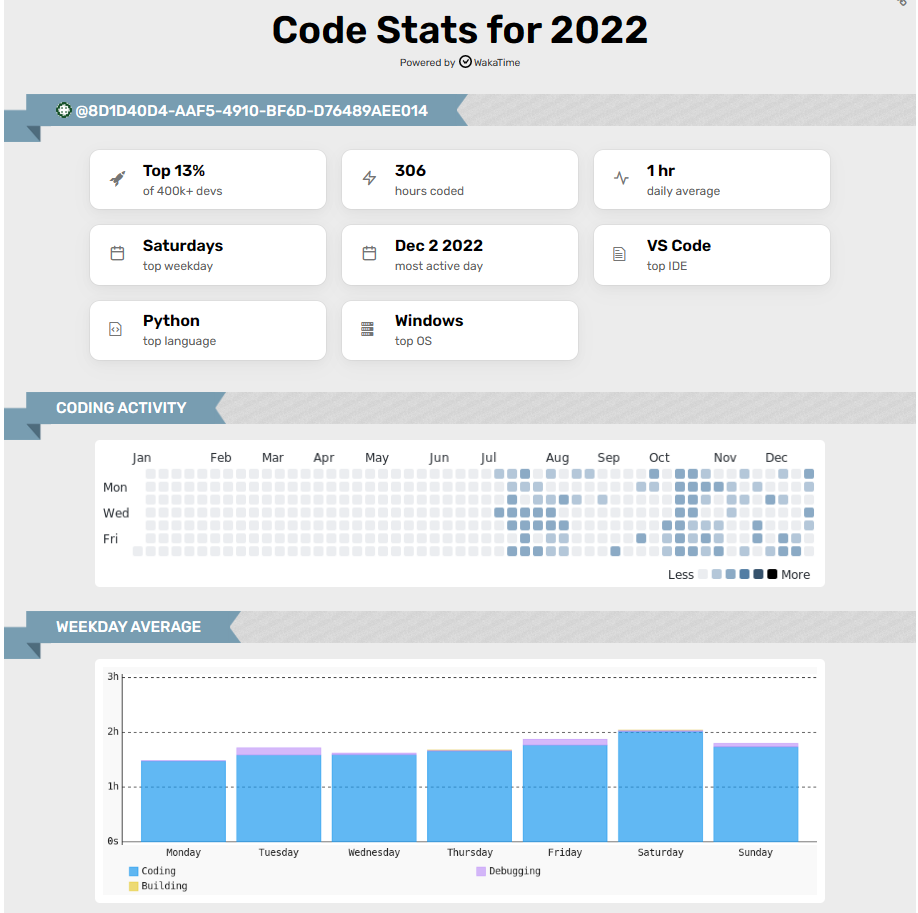 Code Stats for 2022
Powered by WakaTime
@8D1D40D4-AAF5-4910-BF6D-D76489AEE014
Top 13%
of 400k+ devs
306
hours coded
1 hr
daily average
Saturdays
top weekday
Dec 2 2022
most active day
VS Code
top IDE
Python
top language
Windows
top OS
CODING ACTIVITY
Jan Feb Mar Apr May Jun Jul Aug Sep Oct Nov Dec
Mon
Wed
Fri
Less More
WEEKDAY AVERAGE
3h
2h
1h
0s
Monday Tuesday Wednesday Thursday Friday Saturday Sunday
Coding Debugging
Building